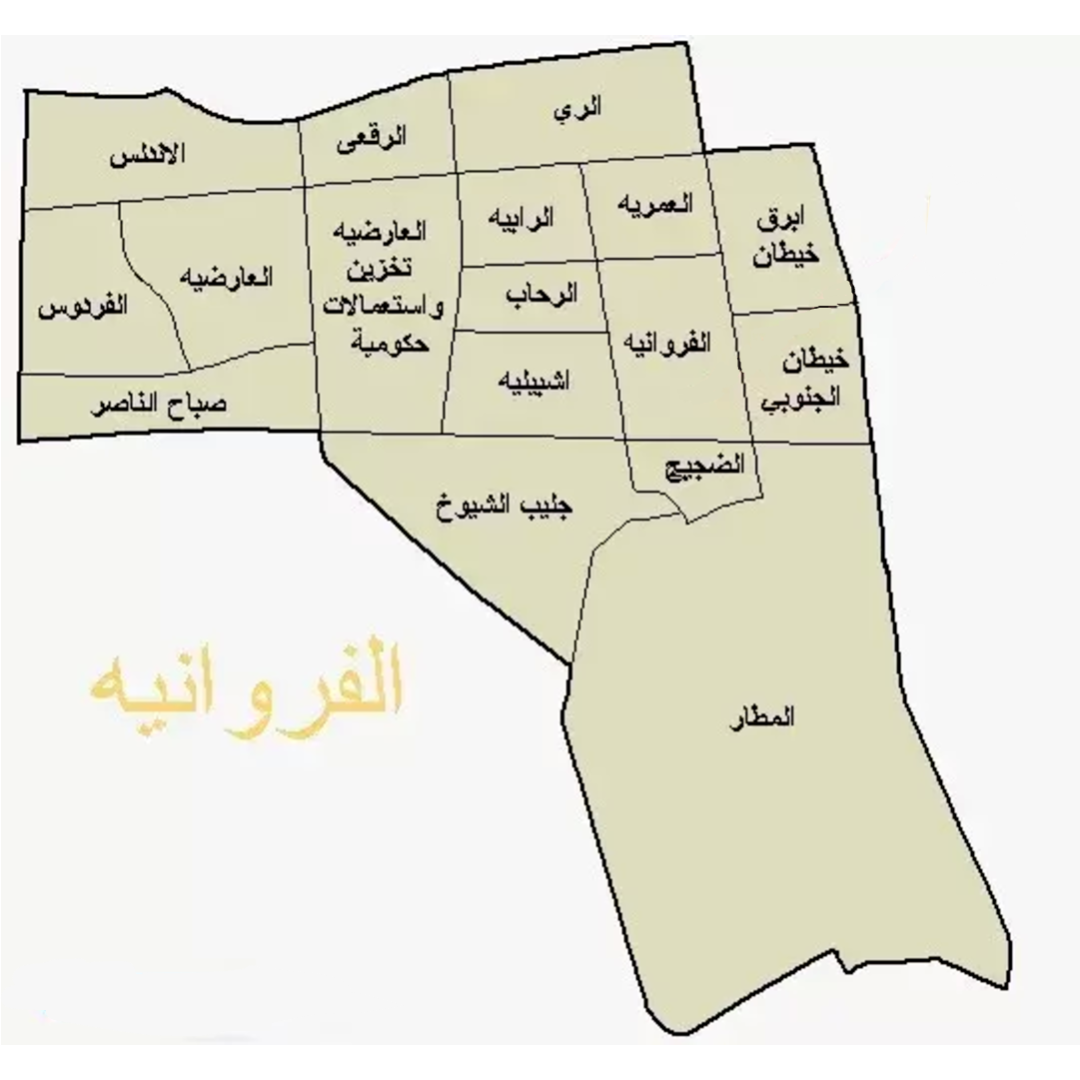 الري
الرقعى
الاندلس
ابرق
خيطان
العمريه
الرابيه
العارضيه
تخزين
واستعمالات
حكومية
العارضيه
الفردوس
الرحاب
الفروانيه
خيطان
الجنوبي
اشبيليه
صباح الناصر
الضجيج
جليب الشيوخ
المطار
الفروانيه